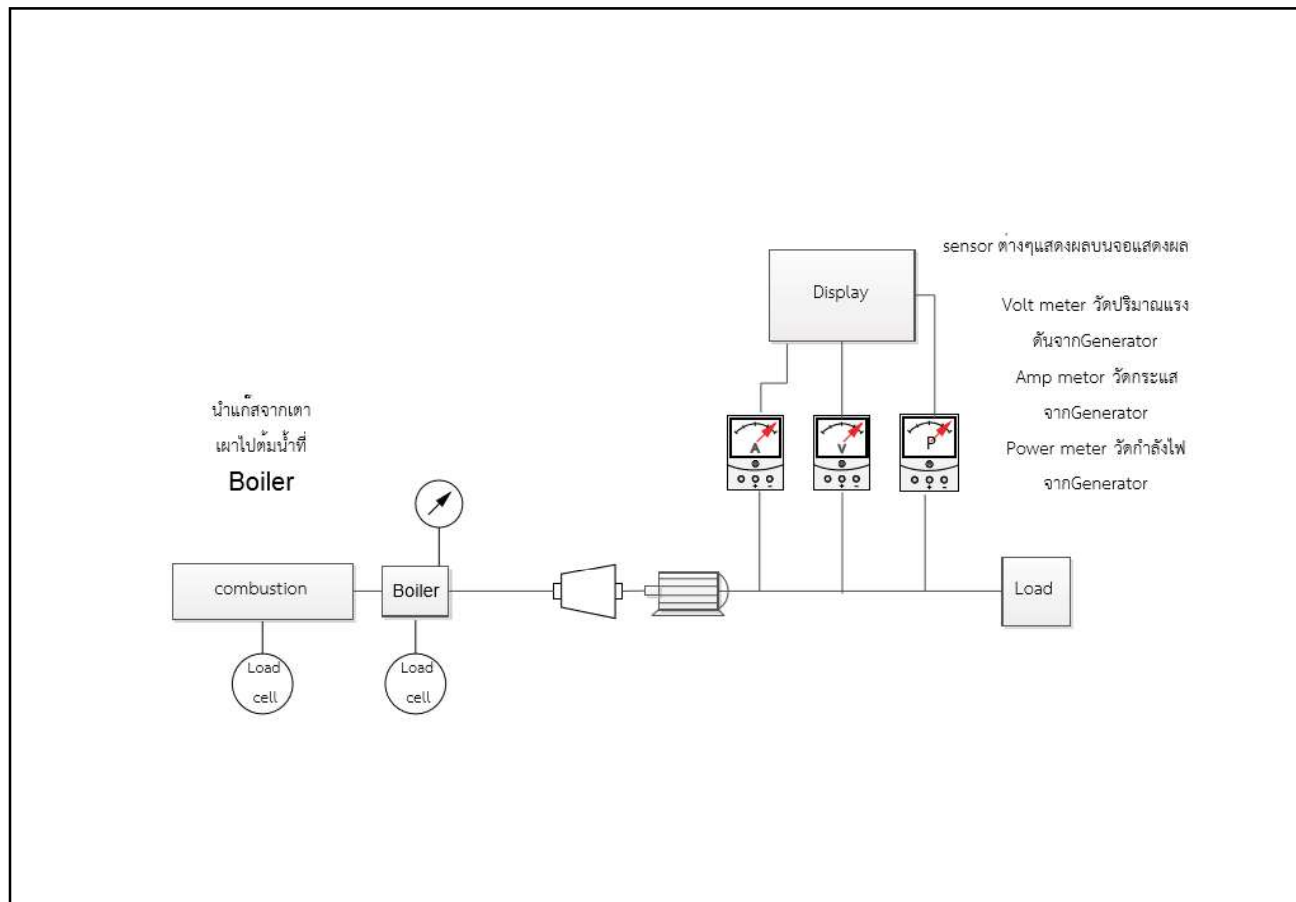 sensor ต่างๆแสดงผลบนจอแสดงผล
Display
Volt meter วัดปริมาณแรง
ดันจากGenerator
Amp metor วัดกระแส
จากGenerator
Power meter วัดกำลังไฟ
จากGenerator
นำแก๊สจากเตา
เผาไปต้มน้ำที่
Boiler
A
V
P
combustion
Boiler
Load
Load
cell
Load
cell